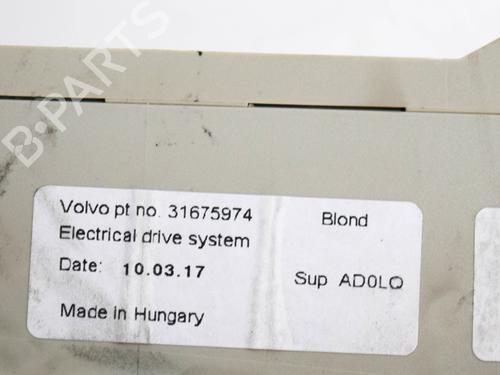 B·PARTS
Volvo pt no. 31675974 Blond
Electrical drive system
Date: 10.03.17 Sup AD0LQ
Made in Hungary